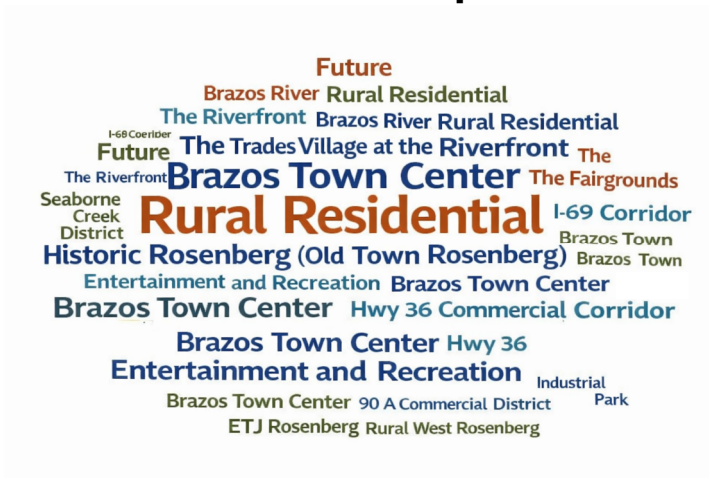 Future
Brazos River Rural Residential
The Riverfront Brazos River Rural Residential
I-68 Coerider
Future The Trades Village at the Riverfront The
The Riverfront Brazos Town Center The Fairgrounds
Seaborne Creek District
Rural Residential I-69 Corridor
Brazos Town
Historic Rosenberg (Old Town Rosenberg) Brazos Town
Entertainment and Recreation Brazos Town Center
Brazos Town Center Hwy 36 Commercial Corridor
Brazos Town Center Hwy 36
Entertainment and Recreation Industrial Park
Brazos Town Center 90 A Commercial District
ETJ Rosenberg Rural West Rosenberg